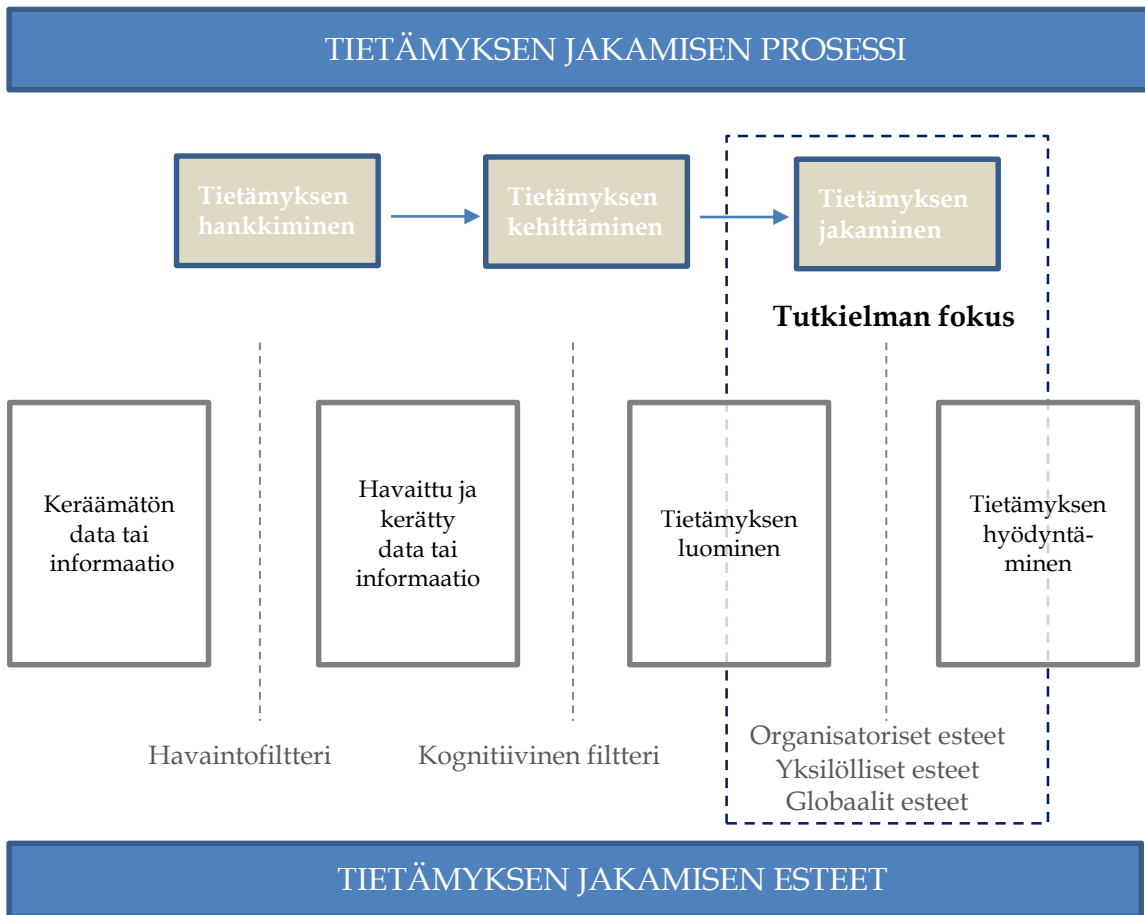 TIETÄMYKSEN JAKAMISEN PROSESSI
Tietämyksen
hankkiminen
Tietämyksen
kehittäminen
Tietämyksen
jakaminen
Tutkielman fokus
Keräämätön
data tai
informaatio
Havaittu ja
kerätty
data tai
informaatio
Tietämyksen
luominen
Tietämyksen
hyödyntä-
minen
Havaintofiltteri
Kognitiivinen filtteri
Organisatoriset esteet
Yksilölliset esteet
Globaalit esteet
TIETÄMYKSEN JAKAMISEN ESTEET